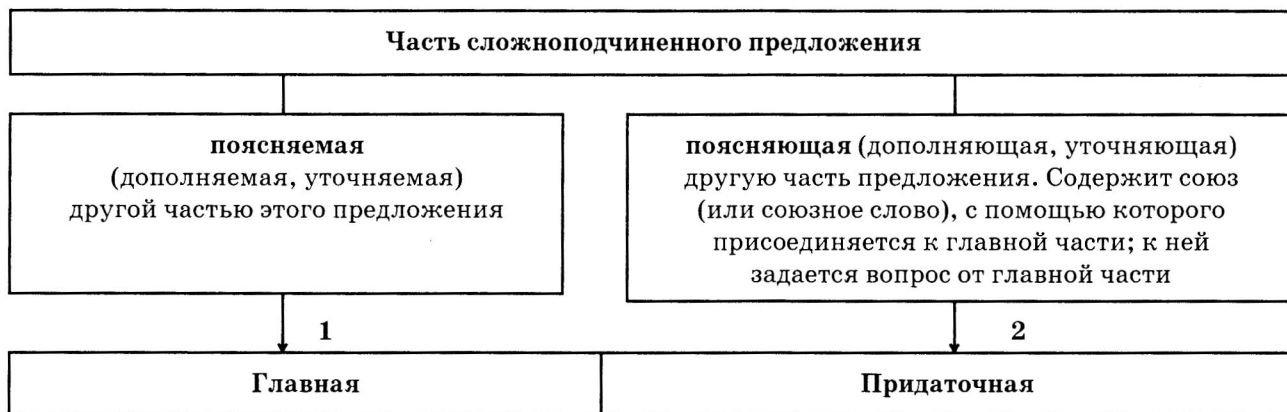 Часть сложноподчиненного предложения
поясняемая
(дополняемая, уточняемая)
другой частью этого предложения
поясняющая (дополняющая, уточняющая)
другую часть предложения. Содержит союз
(или союзное слово), с помощью которого
присоединяется к главной части; к ней
задается вопрос от главной части
1
2
Главная
Придаточная